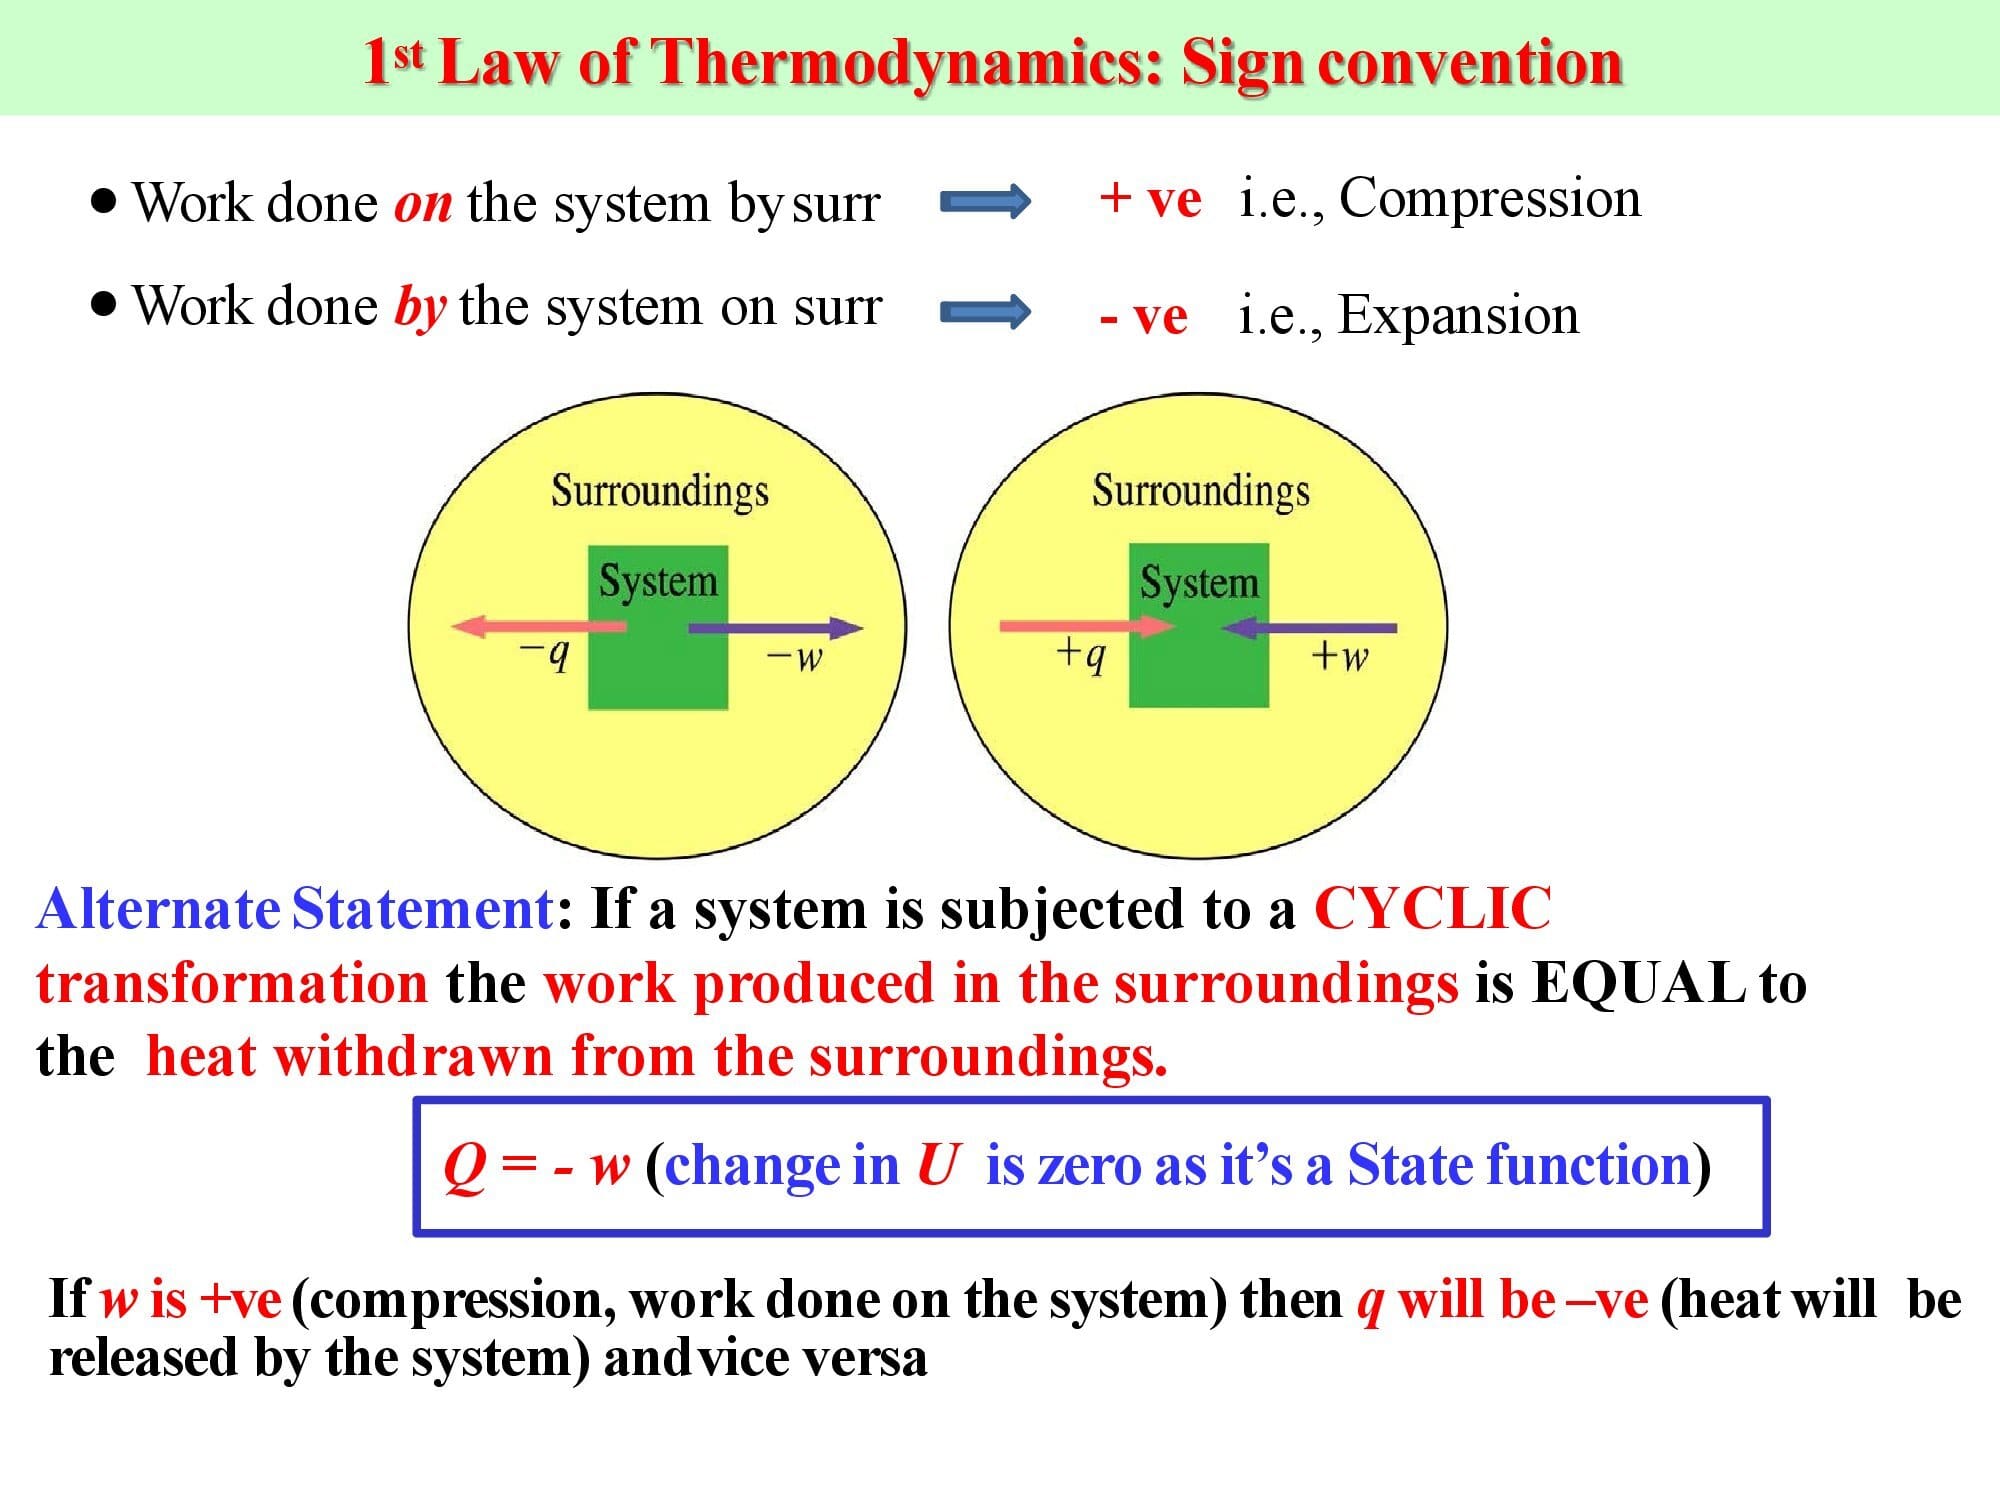 1st Law of Thermodynamics: Sign convention
• Work done on the system by surr + ve i.e., Compression
• Work done by the system on surr - ve i.e., Expansion
Surroundings Surroundings
System System
−q −w +q +w
Alternate Statement: If a system is subjected to a CYCLIC
transformation the work produced in the surroundings is EQUAL to
the heat withdrawn from the surroundings.
Q = - w (change in U is zero as it’s a State function)
If w is +ve (compression, work done on the system) then q will be –ve (heat will be
released by the system) and vice versa